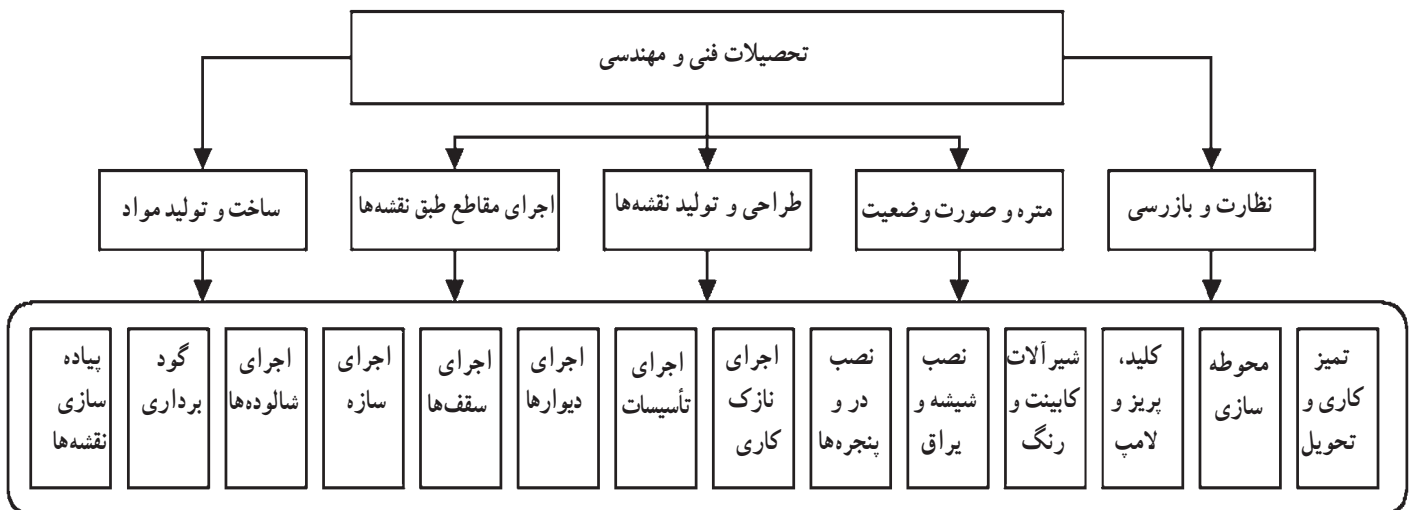 تحصیلات فنی و مهندسی
نظارت و بازرسی
متره و صورت وضعیت
طراحی و تولید نقشه‌ها
اجرای مقاطع طبق نقشه‌ها
ساخت و تولید مواد
تمیز
کاری و
تحویل
محوطه
سازی
کلید،
پریز و
لامپ
شیرآلات
کابینت و
رنگ
نصب
شیشه و
یراق
نصب
در و
پنجره‌ها
اجرای
نازک
کاری
اجرای
تأسیسات
اجرای
دیوارها
اجرای
سقف‌ها
اجرای
سازه
اجرای
شالوده‌ها
گود
برداری
پیاده
سازی
نقشه‌ها